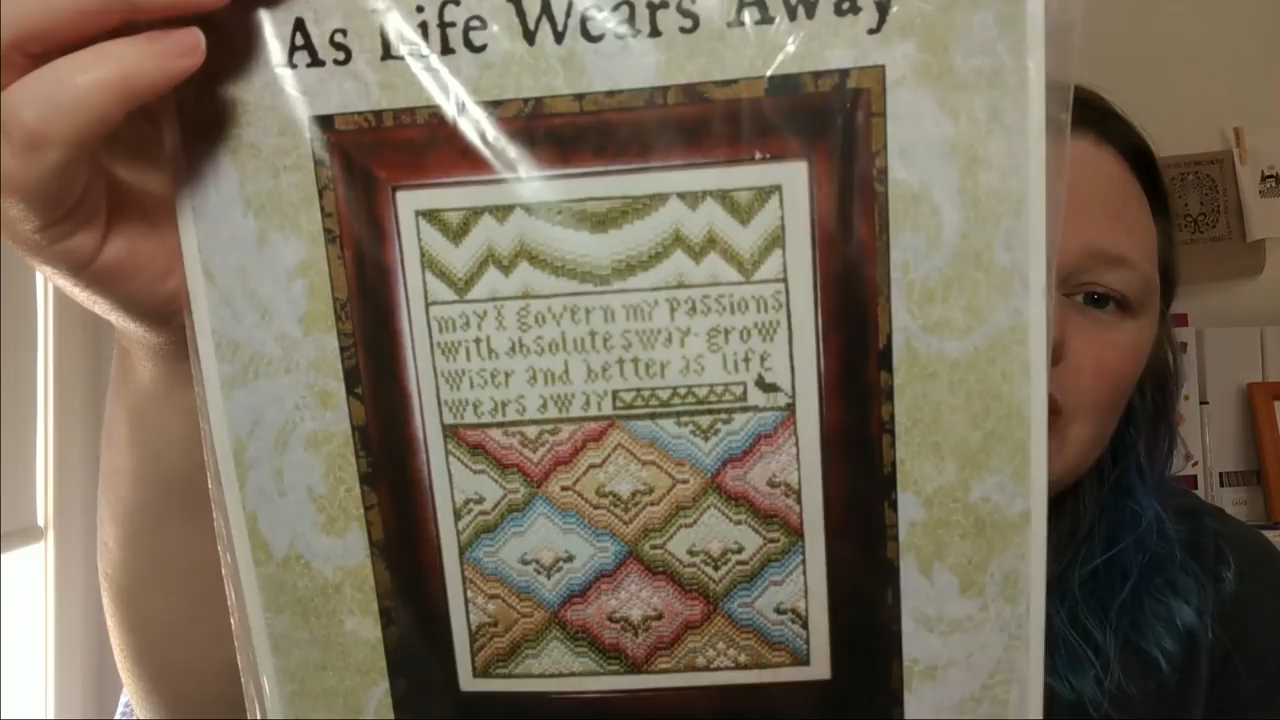 As Life Wears Away
may I govern my passions
with absolute sway-grow
wiser and better as life
wears away